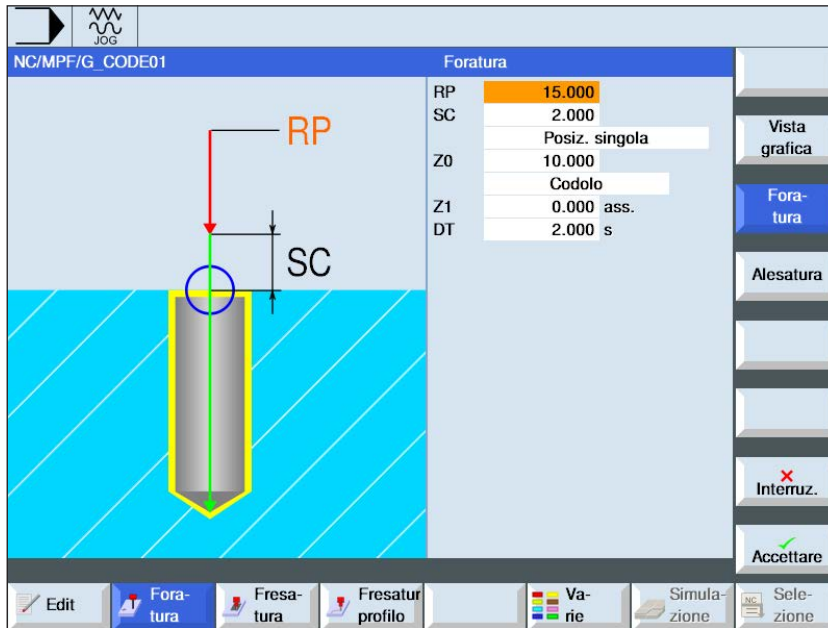 JOG
NC/MPF/G_CODE01
Foratura
RP 15.000
SC 2.000
Posiz. singola
Z0 10.000
Codolo
Z1 0.000 ass.
DT 2.000 s
RP
SC
Vista
grafica
Fora-
tura
Alesatura
Interruz.
Accettare
Edit
Fora-
tura
Fresa-
tura
Fresatur
profilo
Va-
rie
Simula-
zione
NC
Sele-
zione